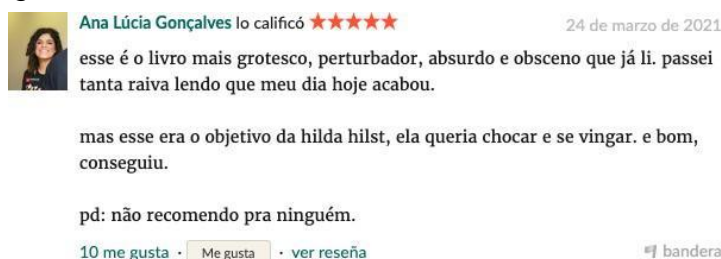 Ana Lúcia Gonçalves lo calificó ★★★★★ 24 de marzo de 2021
esse é o livro mais grotesco, perturbador, absurdo e obsceno que já li. passei
tanta raiva lendo que meu dia hoje acabou.
mas esse era o objetivo da hilda hilst, ela queria chocar e se vingar. e bom,
conseguiu.
pd: não recomendo pra ninguém.
10 me gusta · Me gusta · ver reseña bandera